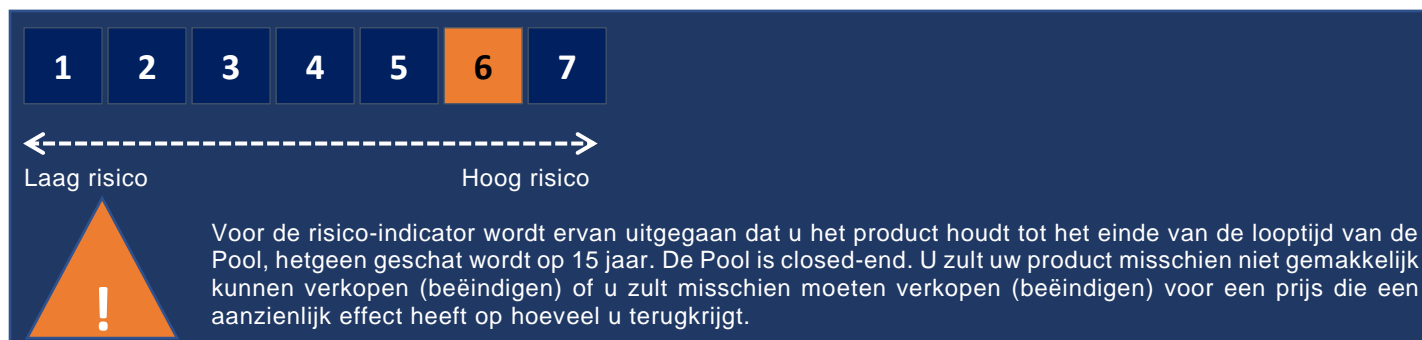 1 2 3 4 5 6 7
Laag risico Hoog risico
Voor de risico-indicator wordt ervan uitgegaan dat u het product houdt tot het einde van de looptijd van de
Pool, hetgeen geschat wordt op 15 jaar. De Pool is closed-end. U zult uw product misschien niet gemakkelijk
kunnen verkopen (beëindigen) of u zult misschien moeten verkopen (beëindigen) voor een prijs die een
aanzienlijk effect heeft op hoeveel u terugkrijgt.
!